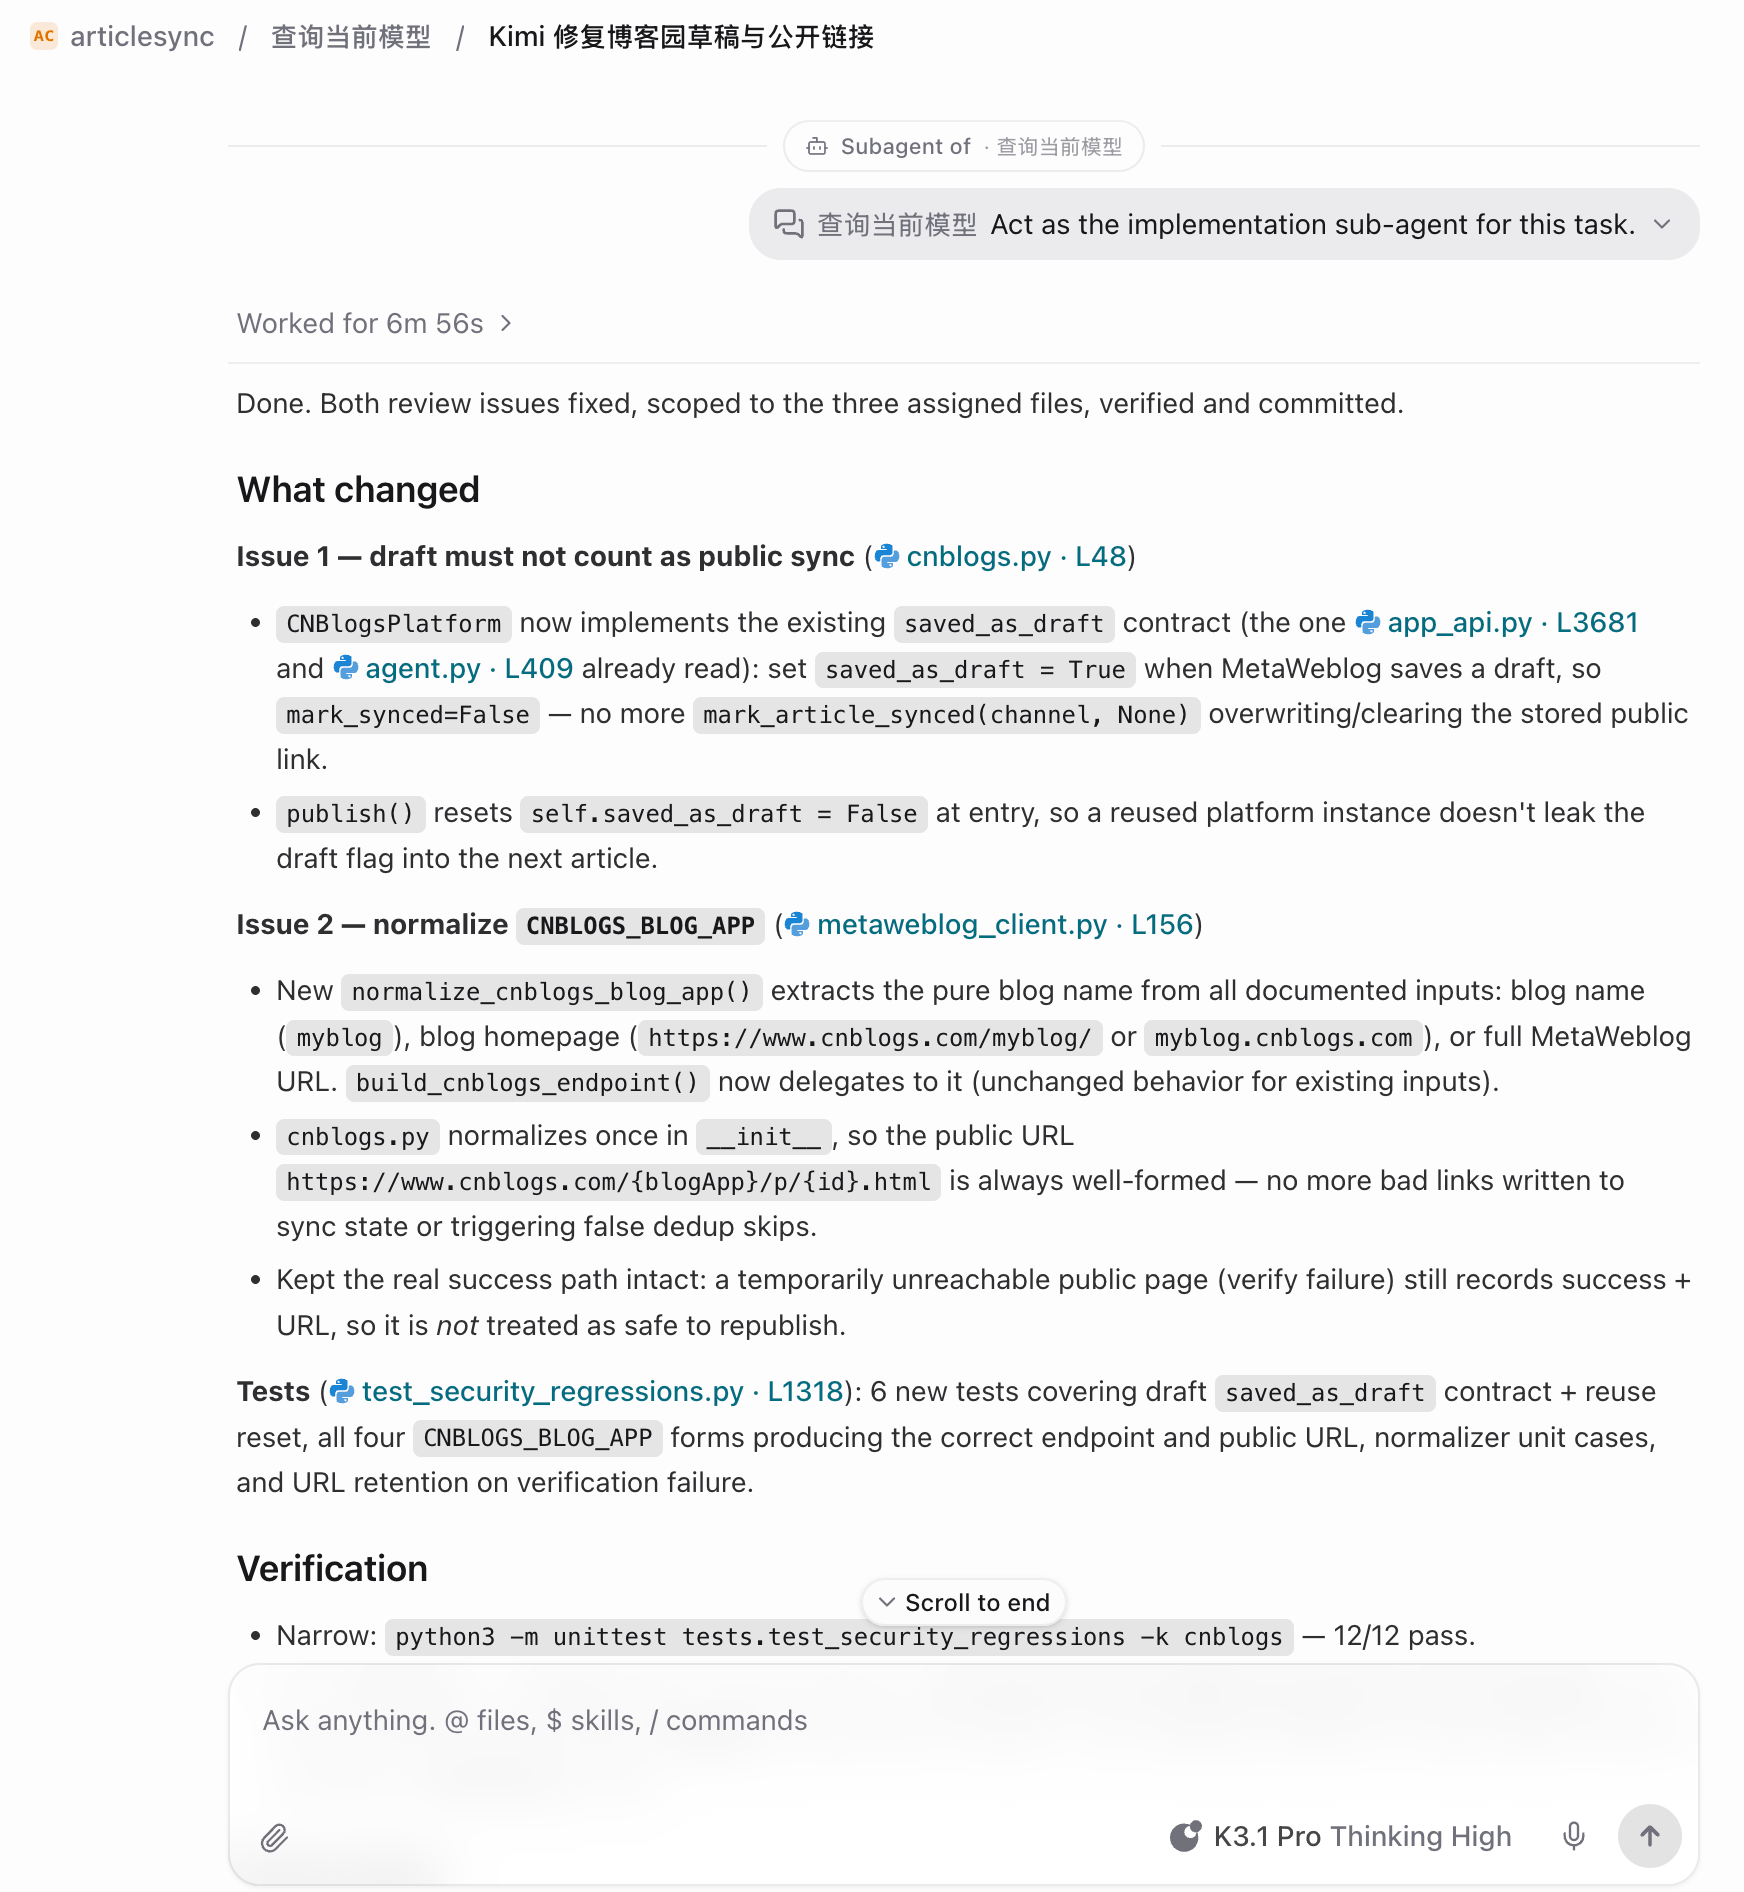 AC articlesync / 查询当前模型 / Kimi 修复博客园草稿与公开链接
Subagent of · 查询当前模型
查询当前模型 Act as the implementation sub-agent for this task.
Worked for 6m 56s
Done. Both review issues fixed, scoped to the three assigned files, verified and committed.
What changed
Issue 1 — draft must not count as public sync (cnblogs.py · L48)
• CNBlogsPlatform now implements the existing saved_as_draft contract (the one app_api.py · L3681
and agent.py · L409 already read): set saved_as_draft = True when MetaWeblog saves a draft, so
mark_synced=False — no more mark_article_synced(channel, None) overwriting/clearing the stored public
link.
• publish() resets self.saved_as_draft = False at entry, so a reused platform instance doesn't leak the
draft flag into the next article.
Issue 2 — normalize CNBLOGS_BLOG_APP (metaweblog_client.py · L156)
• New normalize_cnblogs_blog_app() extracts the pure blog name from all documented inputs: blog name
(myblog), blog homepage (https://www.cnblogs.com/myblog/ or myblog.cnblogs.com), or full MetaWeblog
URL. build_cnblogs_endpoint() now delegates to it (unchanged behavior for existing inputs).
• cnblogs.py normalizes once in __init__, so the public URL
https://www.cnblogs.com/{blogApp}/p/{id}.html is always well-formed — no more bad links written to
sync state or triggering false dedup skips.
• Kept the real success path intact: a temporarily unreachable public page (verify failure) still records success +
URL, so it is not treated as safe to republish.
Tests (test_security_regressions.py · L1318): 6 new tests covering draft saved_as_draft contract + reuse
reset, all four CNBLOGS_BLOG_APP forms producing the correct endpoint and public URL, normalizer unit cases,
and URL retention on verification failure.
Verification
Scroll to end
• Narrow: python3 -m unittest tests.test_security_regressions -k cnblogs — 12/12 pass.
Ask anything. @ files, $ skills, / commands
K3.1 Pro Thinking High